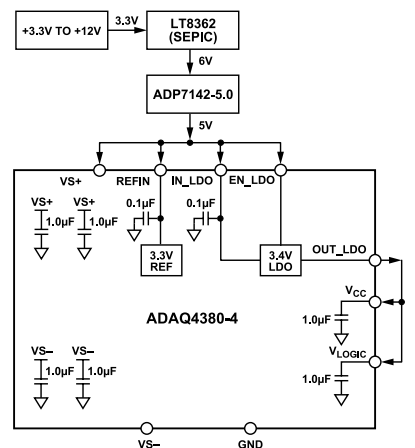 +3.3V TO +12V
3.3V
LT8362
(SEPIC)
6V
ADP7142-5.0
5V
VS+
REFIN
IN_LDO
EN_LDO
VS+
1.0µF
VS+
1.0µF
0.1µF
0.1µF
3.3V
REF
3.4V
LDO
OUT_LDO
VCC
1.0µF
ADAQ4380-4
VLOGIC
1.0µF
VS–
1.0µF
VS–
1.0µF
VS–
GND